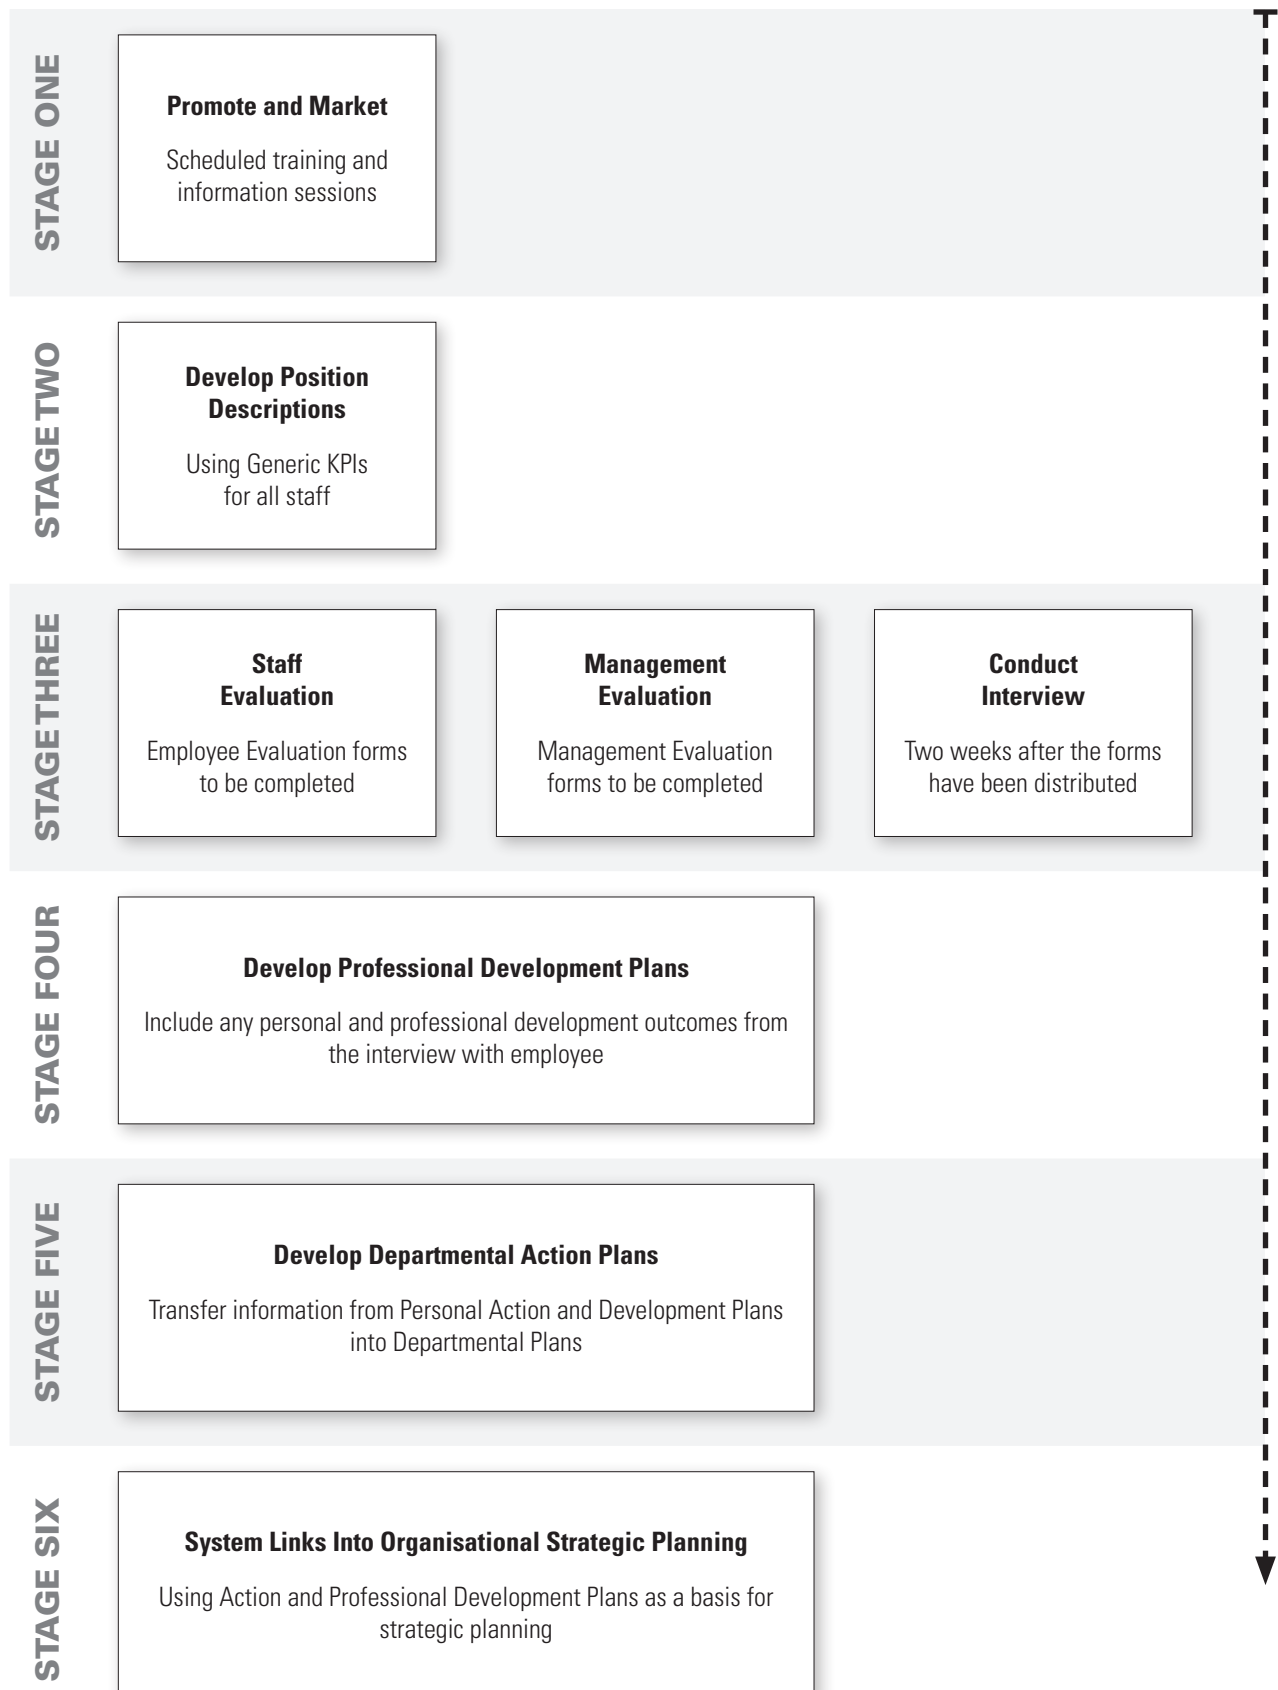 STAGE ONE
Promote and Market
Scheduled training and
information sessions
STAGE TWO
Develop Position
Descriptions
Using Generic KPIs
for all staff
STAGE THREE
Staff
Evaluation
Employee Evaluation forms
to be completed
Management
Evaluation
Management Evaluation
forms to be completed
Conduct
Interview
Two weeks after the forms
have been distributed
STAGE FOUR
Develop Professional Development Plans
Include any personal and professional development outcomes from
the interview with employee
STAGE FIVE
Develop Departmental Action Plans
Transfer information from Personal Action and Development Plans
into Departmental Plans
STAGE SIX
System Links Into Organisational Strategic Planning
Using Action and Professional Development Plans as a basis for
strategic planning